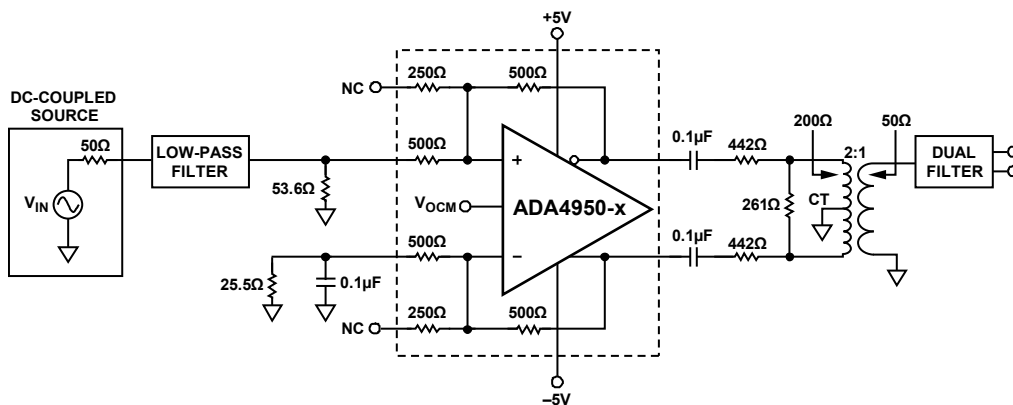 +5V
250Ω
500Ω
NC
DC-COUPLED
SOURCE
50Ω
LOW-PASS
FILTER
VIN
500Ω
53.6Ω
+
VOCM
ADA4950-x
0.1µF
442Ω
200Ω
50Ω
2:1
DUAL
FILTER
CT
261Ω
0.1µF
442Ω
500Ω
−
25.5Ω
0.1µF
250Ω
500Ω
NC
–5V